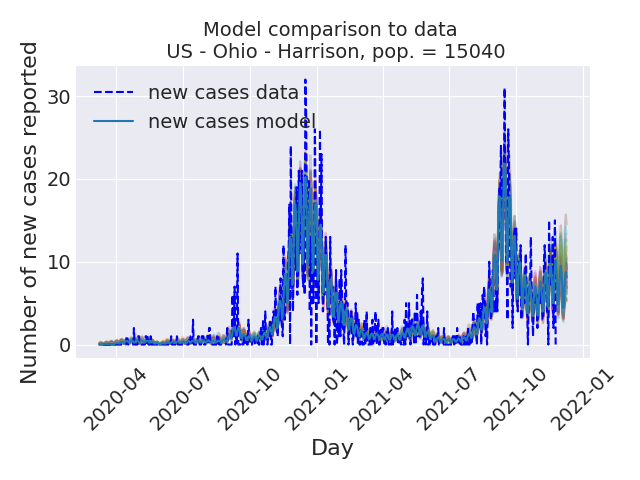 Model comparison to data
US - Ohio - Harrison, pop. = 15040
Number of new cases reported
30
20
10
0
new cases data
new cases model
2020-04
2020-07
2020-10
2021-01
2021-04
2021-07
2021-10
2022-01
Day